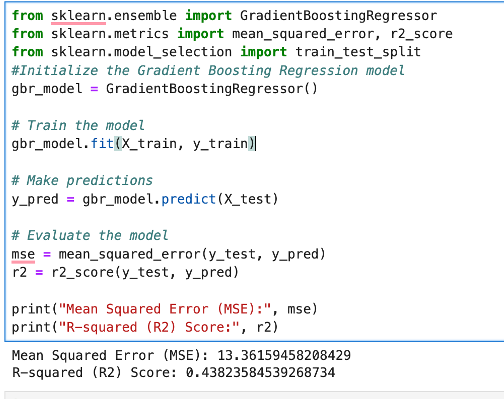 from sklearn.ensemble import GradientBoostingRegressor
from sklearn.metrics import mean_squared_error, r2_score
from sklearn.model_selection import train_test_split
#Initialize the Gradient Boosting Regression model
gbr_model = GradientBoostingRegressor()
# Train the model
gbr_model.fit(X_train, y_train)
# Make predictions
y_pred = gbr_model.predict(X_test)
# Evaluate the model
mse = mean_squared_error(y_test, y_pred)
r2 = r2_score(y_test, y_pred)
print("Mean Squared Error (MSE):", mse)
print("R-squared (R2) Score:", r2)
Mean Squared Error (MSE): 13.36159458208429
R-squared (R2) Score: 0.43823584539268734